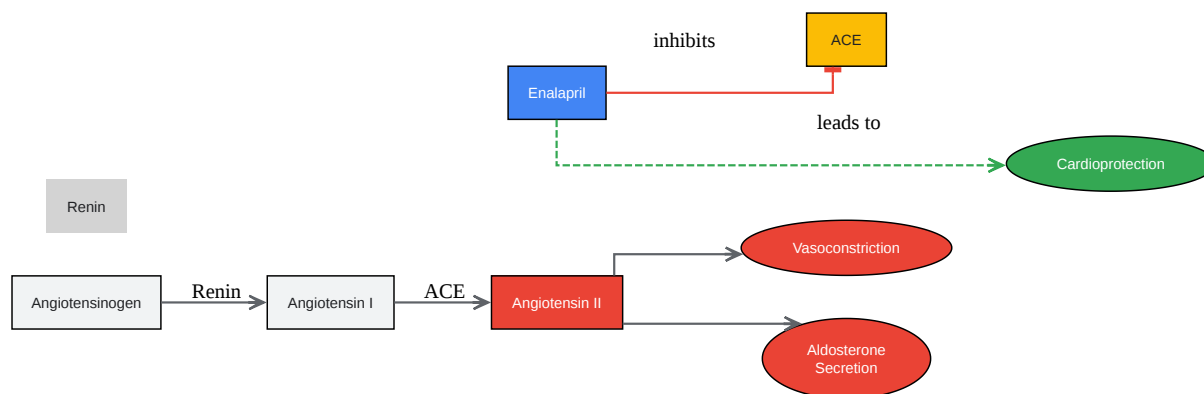 inhibits
ACE
Enalapril
leads to
Cardioprotection
Renin
Vasoconstriction
Angiotensinogen
Renin
Angiotensin I
ACE
Angiotensin II
Aldosterone
Secretion